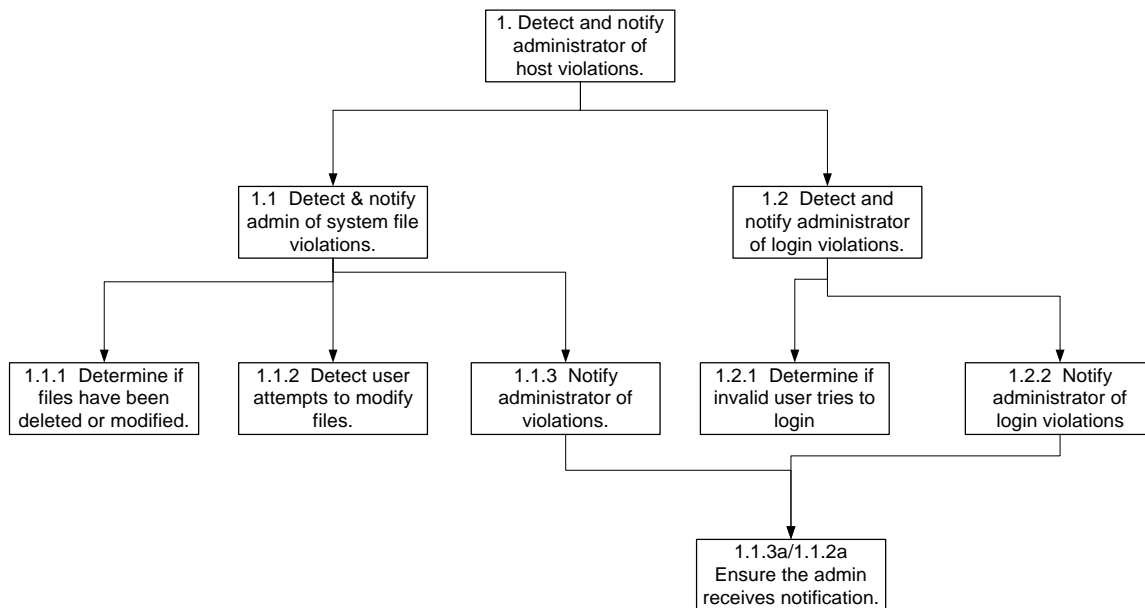 1. Detect and notify
administrator of
host violations.
1.1  Detect & notify
admin of system file
violations.
1.2  Detect and
notify administrator
of login violations.
1.1.1  Determine if
files have been
deleted or modified.
1.1.2  Detect user
attempts to modify
files.
1.1.3  Notify
administrator of
violations.
1.2.1  Determine if
invalid user tries to
login
1.2.2  Notify
administrator of
login violations
1.1.3a/1.1.2a
Ensure the admin
receives notification.